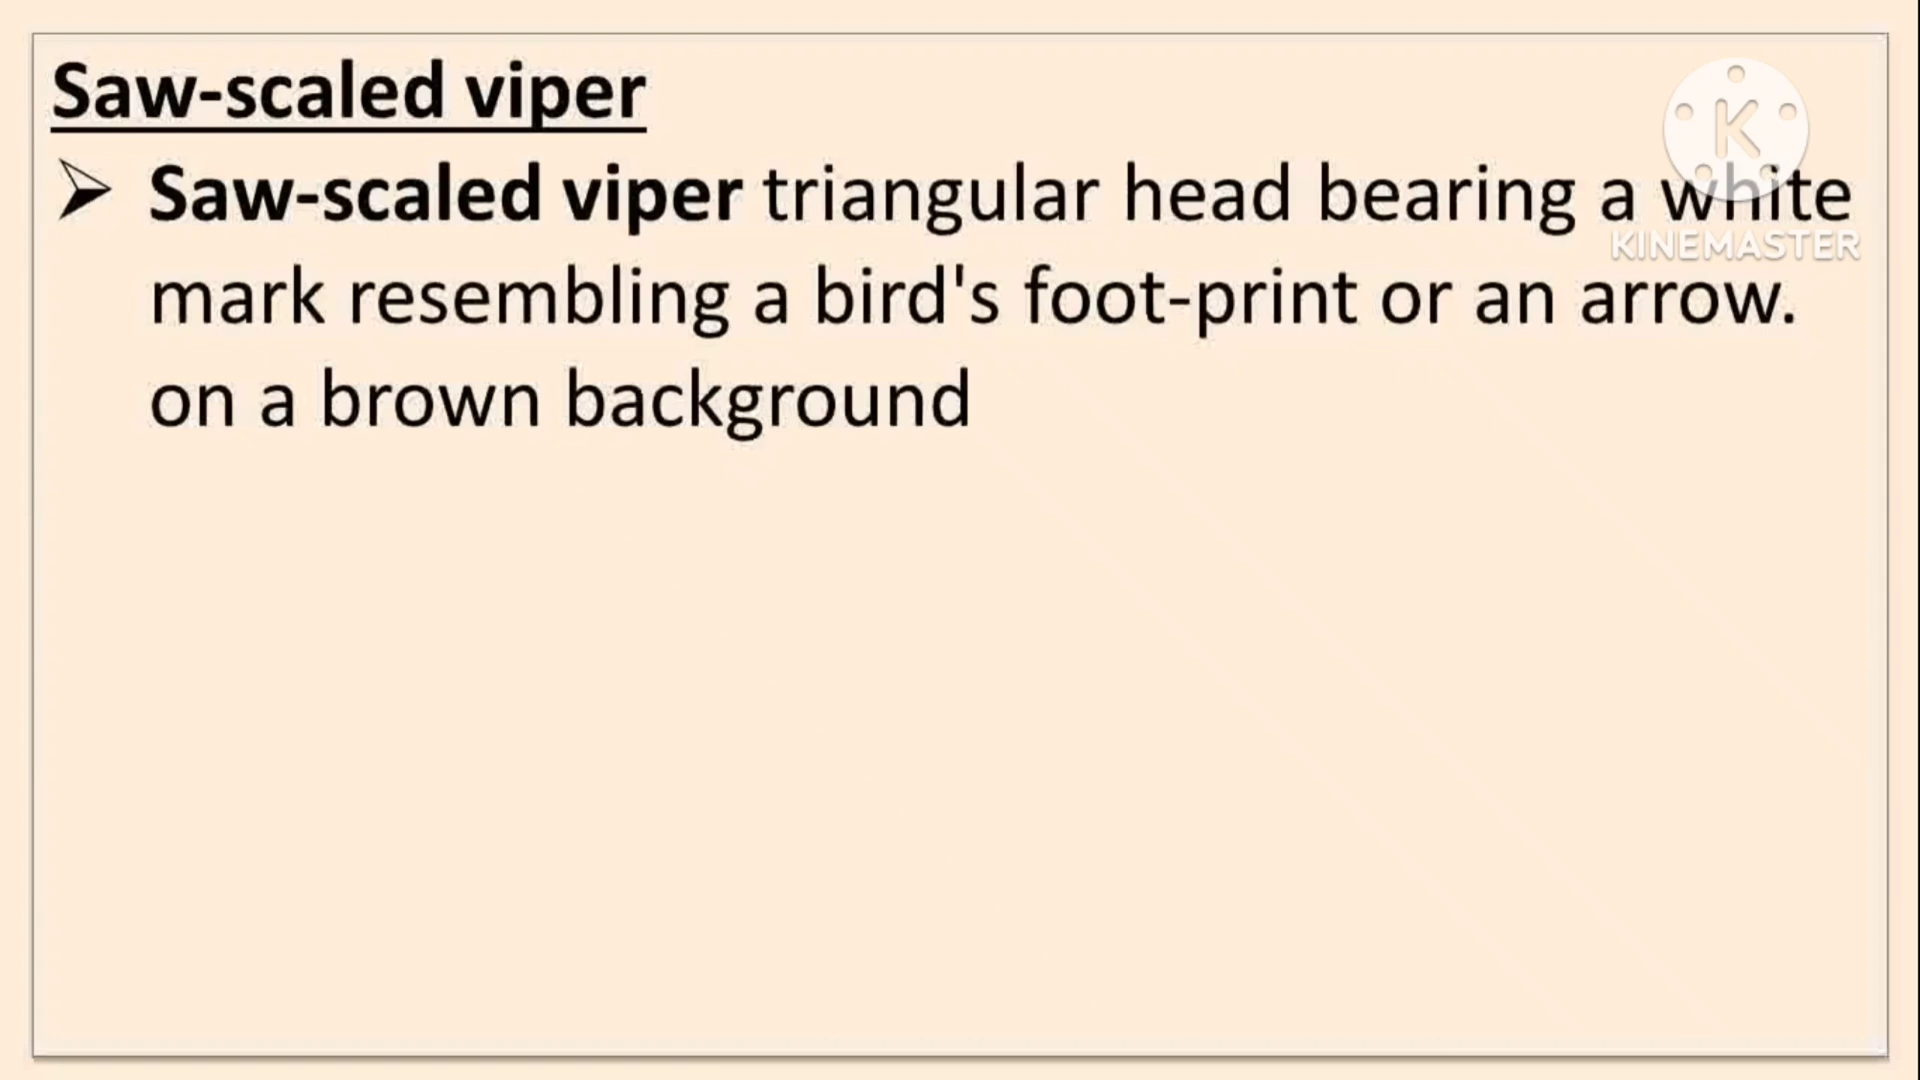 Saw-scaled viper
➢ Saw-scaled viper triangular head bearing a white
mark resembling a bird's foot-print or an arrow.
on a brown background
K
KINEMASTER